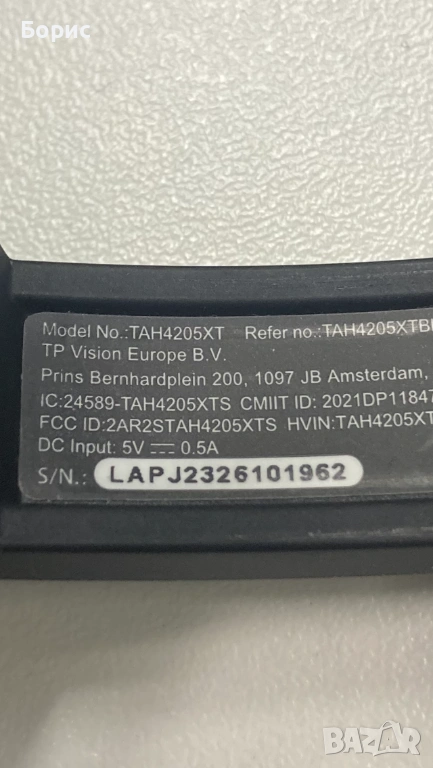 Борис
Model No.:TAH4205XT Refer no.:TAH4205XTB
TP Vision Europe B.V.
Prins Bernhardplein 200, 1097 JB Amsterdam,
IC:24589-TAH4205XTS CMIIT ID: 2021DP11847
FCC ID:2AR2STAH4205XTS HVIN:TAH4205XT
DC Input: 5V ⎓ 0.5A
S/N.: LAPJ2326101962
BAZAR